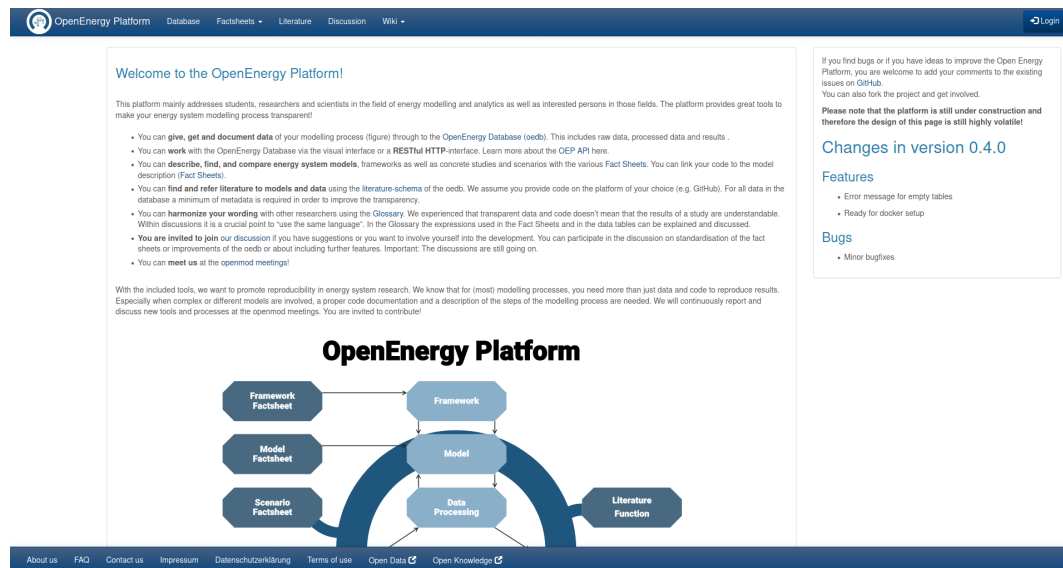 OpenEnergy Platform Database Factsheets Literature Discussion Wiki Login
Welcome to the OpenEnergy Platform!
This platform mainly addresses students, researchers and scientists in the field of energy modelling and analytics as well as interested persons in those fields. The platform provides great tools to
make your energy system modelling process transparent!
• You can give, get and document data of your modelling process (figure) through to the OpenEnergy Database (oedb). This includes raw data, processed data and results .
• You can work with the OpenEnergy Database via the visual interface or a RESTful HTTP-interface. Learn more about the OEP API here.
• You can describe, find, and compare energy system models, frameworks as well as concrete studies and scenarios with the various Fact Sheets. You can link your code to the model
description (Fact Sheets).
• You can find and refer literature to models and data using the literature-schema of the oedb. We assume you provide code on the platform of your choice (e.g. GitHub). For all data in the
database a minimum of metadata is required in order to improve the transparency.
• You can harmonize your wording with other researchers using the Glossary. We experienced that transparent data and code doesn't mean that the results of a study are understandable.
Within discussions it is a crucial point to "use the same language". In the Glossary the expressions used in the Fact Sheets and in the data tables can be explained and discussed.
• You are invited to join our discussion if you have suggestions or you want to involve yourself into the development. You can participate in the discussion on standardisation of the fact
sheets or improvements of the oedb or about including further features. Important: The discussions are still going on.
• You can meet us at the openmod meetings!
With the included tools, we want to promote reproducibility in energy system research. We know that for (most) modelling processes, you need more than just data and code to reproduce results.
Especially when complex or different models are involved, a proper code documentation and a description of the steps of the modelling process are needed. We will continuously report and
discuss new tools and processes at the openmod meetings. You are invited to contribute!
OpenEnergy Platform
Framework
Factsheet
Framework
Model
Factsheet
Model
Scenario
Factsheet
Data
Processing
Literature
Function
If you find bugs or if you have ideas to improve the Open Energy
Platform, you are welcome to add your comments to the existing
issues on GitHub.
You can also fork the project and get involved.
Please note that the platform is still under construction and
therefore the design of this page is still highly volatile!
Changes in version 0.4.0
Features
• Error message for empty tables
• Ready for docker setup
Bugs
• Minor bugfixes
About us FAQ Contact us Impressum Datenschutzerklärung Terms of use Open Data Open Knowledge